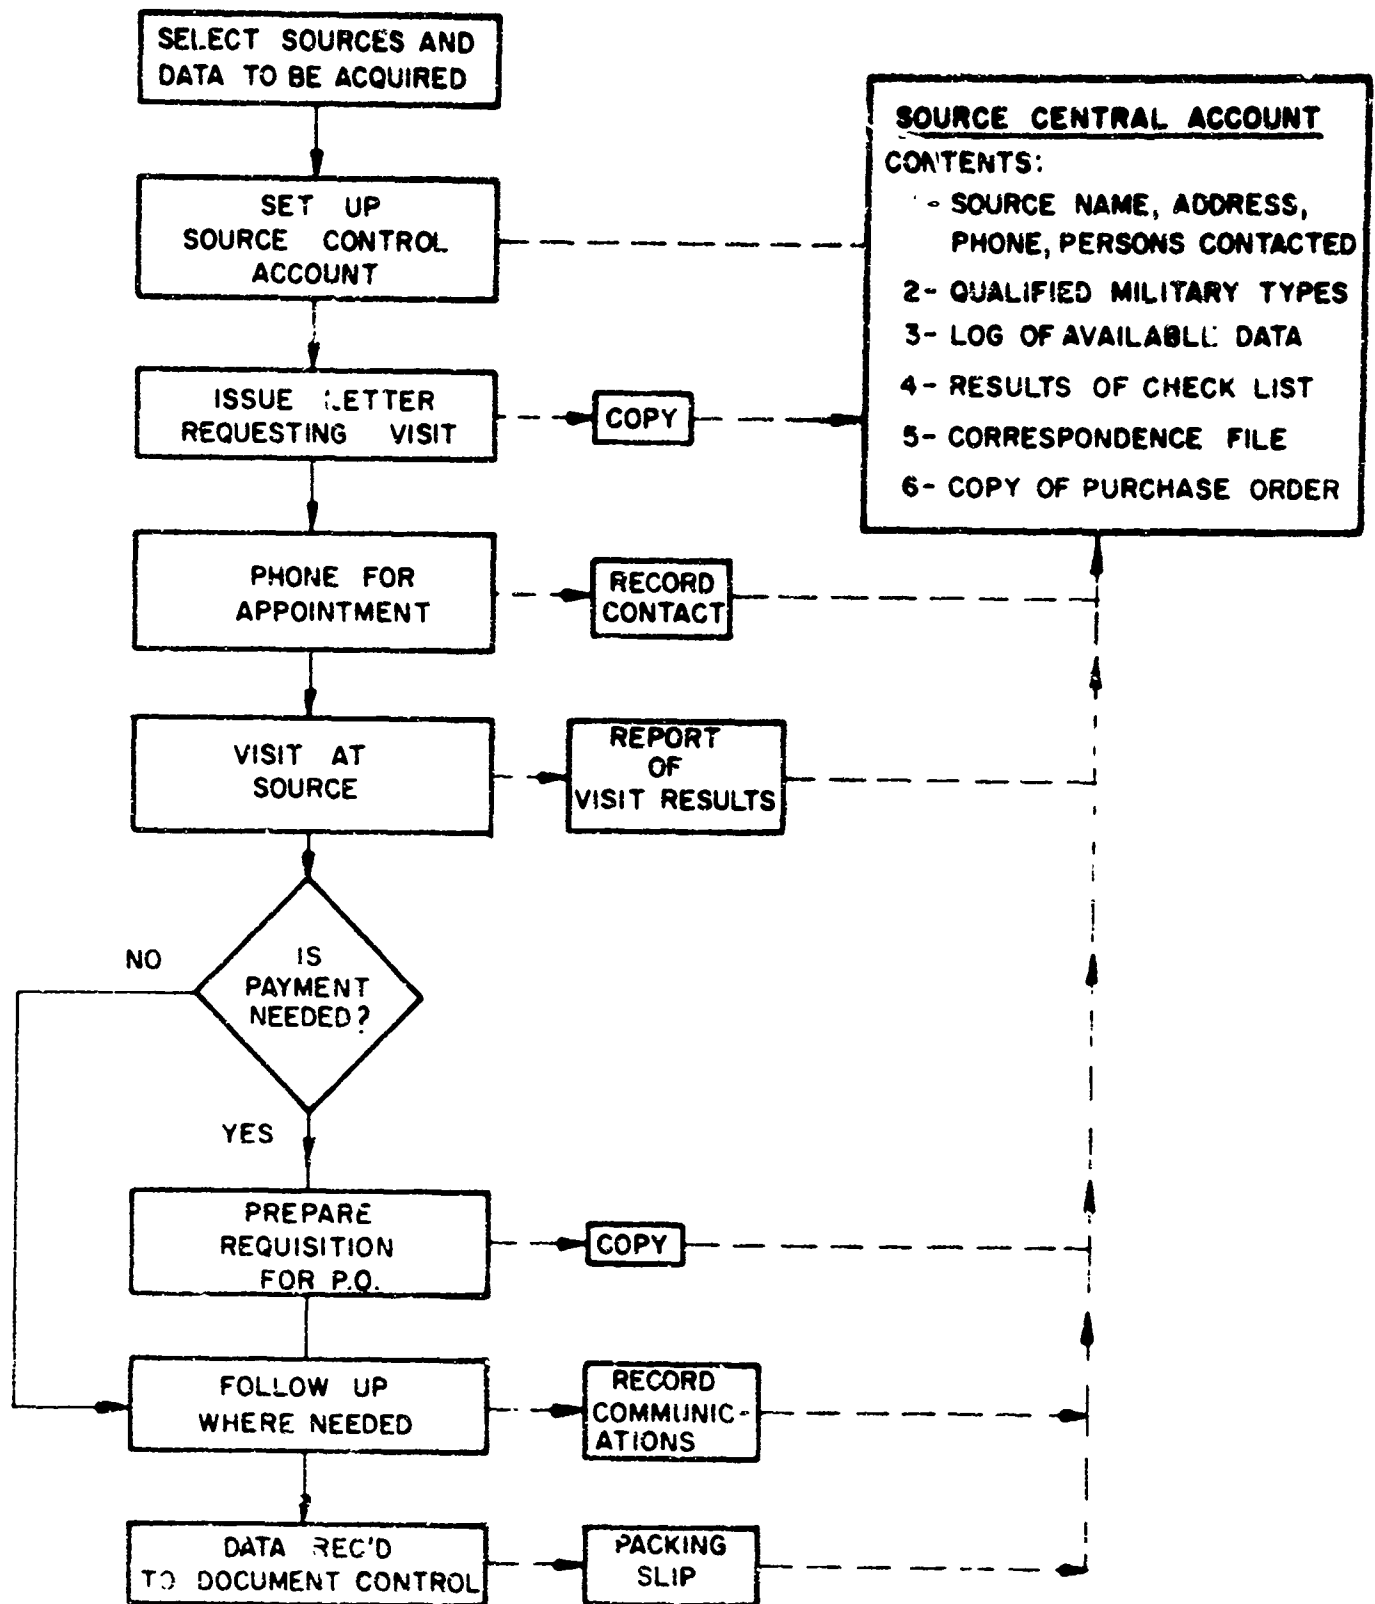 SELECT SOURCES AND
DATA TO BE ACQUIRED
SET UP
SOURCE CONTROL
ACCOUNT
ISSUE LETTER
REQUESTING VISIT
COPY
PHONE FOR
APPOINTMENT
RECORD
CONTACT
VISIT AT
SOURCE
REPORT
OF
VISIT RESULTS
IS
PAYMENT
NEEDED?
NO
YES
PREPARE
REQUISITION
FOR P.O.
COPY
FOLLOW UP
WHERE NEEDED
RECORD
COMMUNIC-
ATIONS
DATA REC'D
TO DOCUMENT CONTROL
PACKING
SLIP
SOURCE CENTRAL ACCOUNT
CONTENTS:
- SOURCE NAME, ADDRESS,
PHONE, PERSONS CONTACTED
2- QUALIFIED MILITARY TYPES
3- LOG OF AVAILABLE DATA
4- RESULTS OF CHECK LIST
5- CORRESPONDENCE FILE
6- COPY OF PURCHASE ORDER